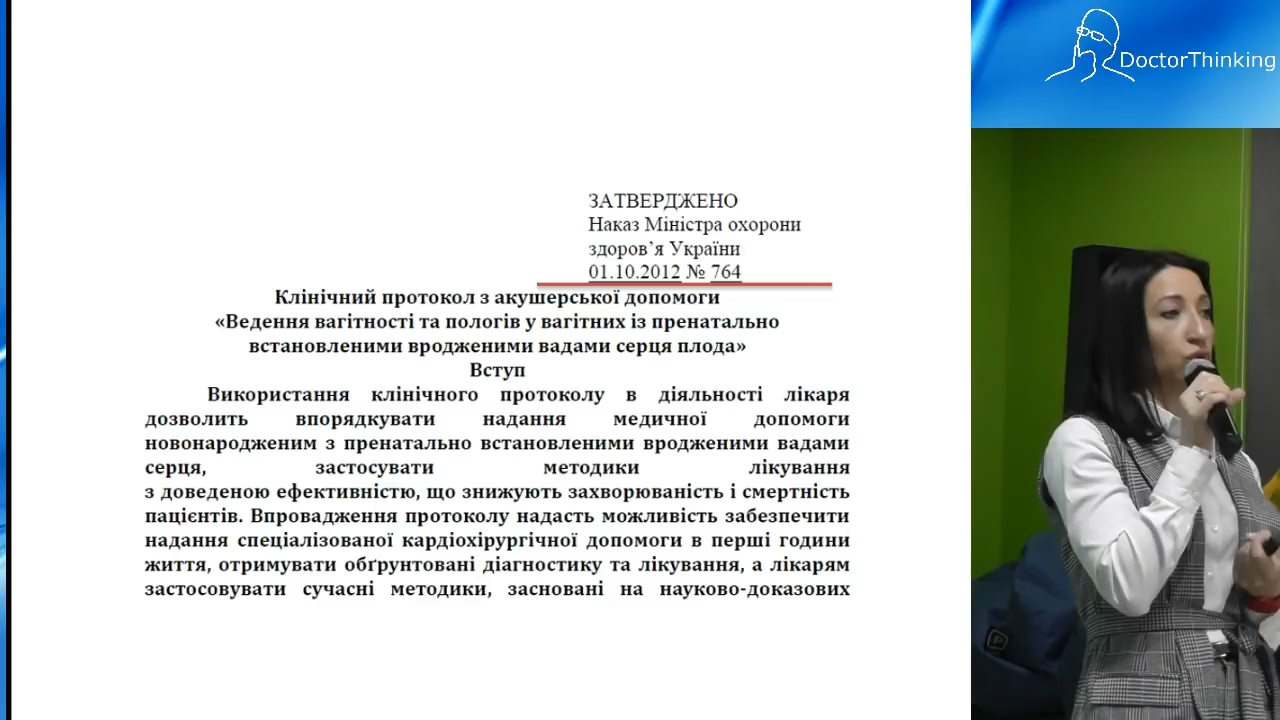 ЗАТВЕРДЖЕНО
Наказ Міністра охорони
здоров’я України
01.10.2012 № 764
Клінічний протокол з акушерської допомоги
«Ведення вагітності та пологів у вагітних із пренатально
встановленими вродженими вадами серця плода»
Вступ
Використання клінічного протоколу в діяльності лікаря
дозволить впорядкувати надання медичної допомоги
новонародженим з пренатально встановленими вродженими вадами
серця, застосувати методики лікування
з доведеною ефективністю, що знижують захворюваність і смертність
пацієнтів. Впровадження протоколу надасть можливість забезпечити
надання спеціалізованої кардіохірургічної допомоги в перші години
життя, отримувати обґрунтовані діагностику та лікування, а лікарям
застосовувати сучасні методики, засновані на науково-доказових
DoctorThinking